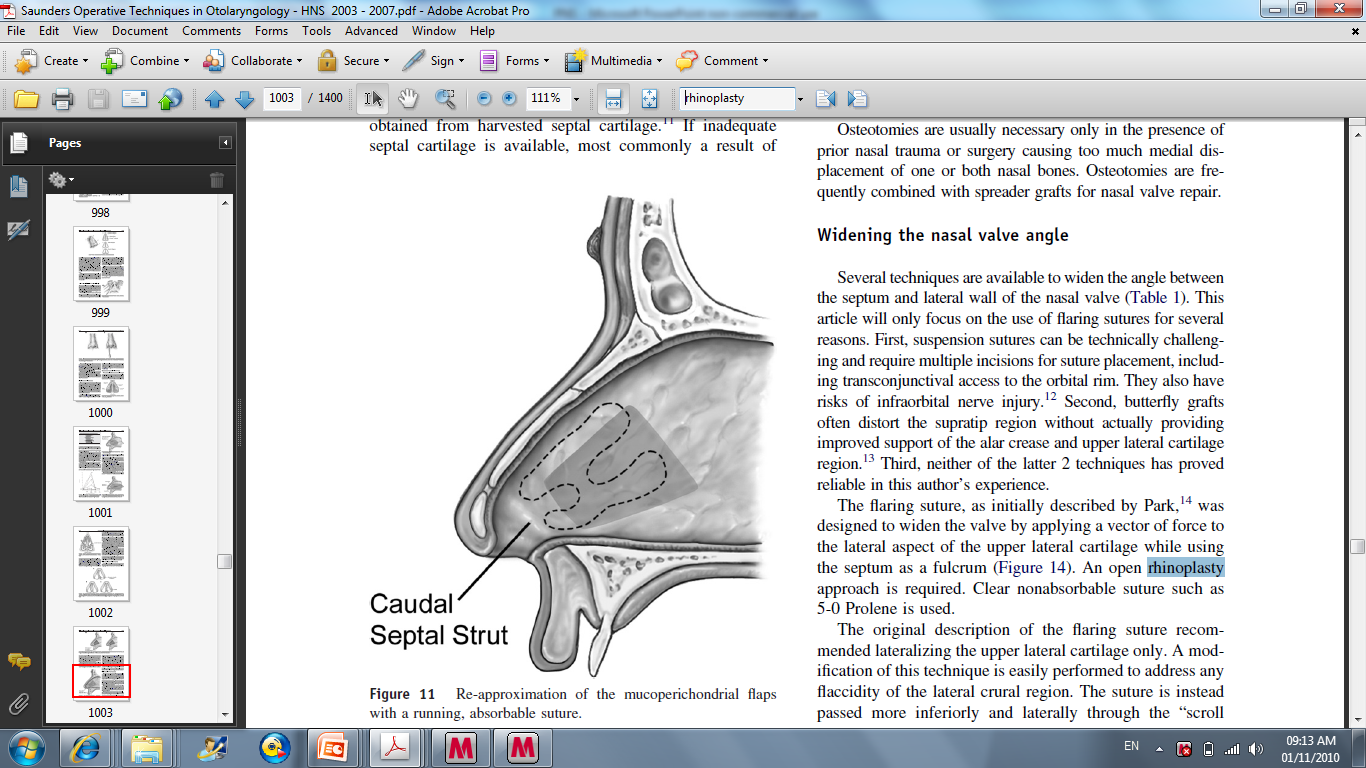 Saunders Operative Techniques in Otolaryngology - HNS 2003 - 2007.pdf - Adobe Acrobat Pro
File Edit View Document Comments Forms Tools Advanced Window Help
Create Combine Collaborate Secure Sign Forms Multimedia Comment
1003 / 1400 111% rhinoplasty
Pages
998
999
1000
1001
1002
1003
obtained from harvested septal cartilage.11 If inadequate
septal cartilage is available, most commonly a result of
Caudal
Septal Strut
Figure 11 Re-approximation of the mucoperichondrial flaps
with a running, absorbable suture.
Osteotomies are usually necessary only in the presence of
prior nasal trauma or surgery causing too much medial dis-
placement of one or both nasal bones. Osteotomies are fre-
quently combined with spreader grafts for nasal valve repair.
Widening the nasal valve angle
Several techniques are available to widen the angle between
the septum and lateral wall of the nasal valve (Table 1). This
article will only focus on the use of flaring sutures for several
reasons. First, suspension sutures can be technically challeng-
ing and require multiple incisions for suture placement, includ-
ing transconjunctival access to the orbital rim. They also have
risks of infraorbital nerve injury.12 Second, butterfly grafts
often distort the supratip region without actually providing
improved support of the alar crease and upper lateral cartilage
region.13 Third, neither of the latter 2 techniques has proved
reliable in this author's experience.
The flaring suture, as initially described by Park,14 was
designed to widen the valve by applying a vector of force to
the lateral aspect of the upper lateral cartilage while using
the septum as a fulcrum (Figure 14). An open rhinoplasty
approach is required. Clear nonabsorbable suture such as
5-0 Prolene is used.
The original description of the flaring suture recom-
mended lateralizing the upper lateral cartilage only. A mod-
ification of this technique is easily performed to address any
flaccidity of the lateral crural region. The suture is instead
passed more inferiorly and laterally through the “scroll
EN
09:13 AM
01/11/2010